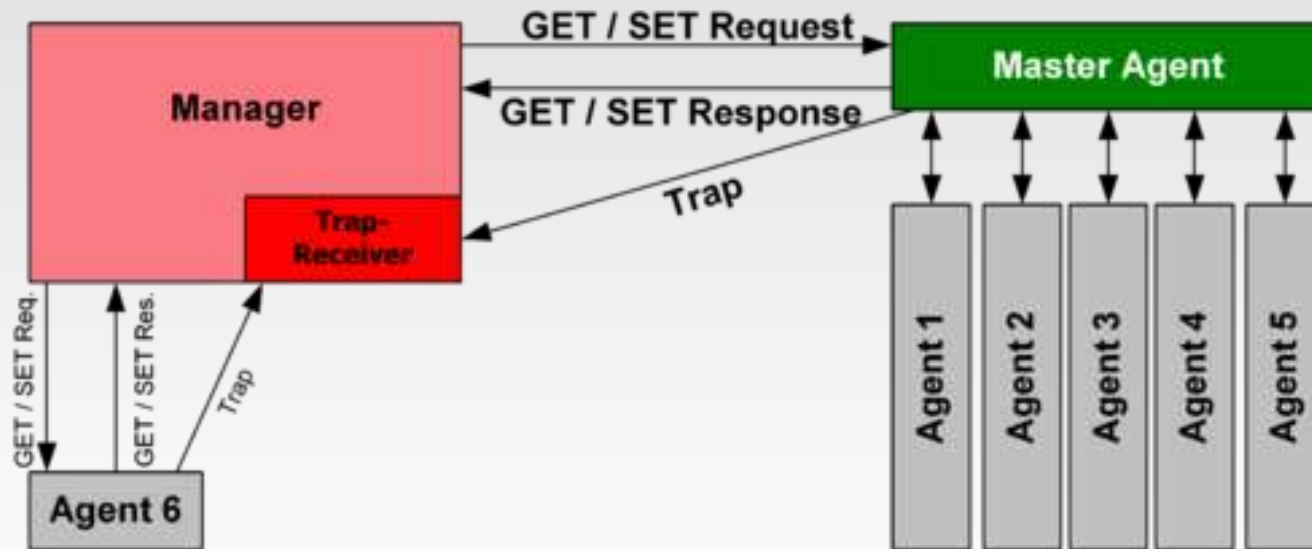 GET / SET Request
Master Agent
Manager
GET / SET Response
Trap
Trap-
Receiver
GET / SET Req.
GET / SET Res.
Trap
Agent 1
Agent 2
Agent 3
Agent 4
Agent 5
Agent 6